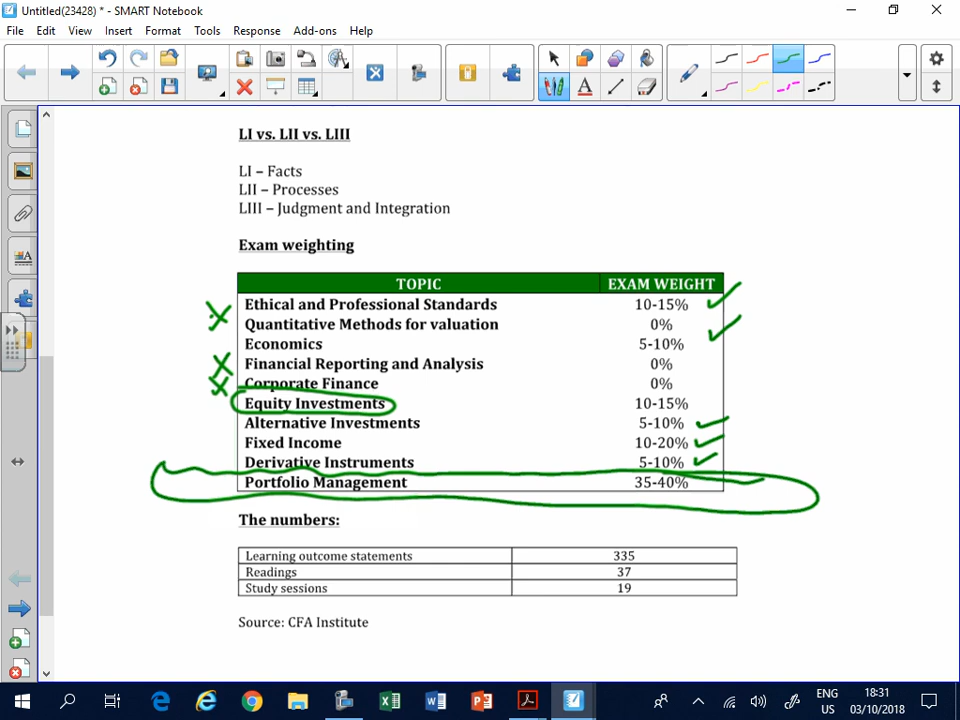 Untitled(23428) * - SMART Notebook
File Edit View Insert Format Tools Response Add-ons Help
LI vs. LII vs. LIII
LI – Facts
LII – Processes
LIII – Judgment and Integration
Exam weighting
TOPIC EXAM WEIGHT
Ethical and Professional Standards 10-15%
Quantitative Methods for valuation 0%
Economics 5-10%
Financial Reporting and Analysis 0%
Corporate Finance 0%
Equity Investments 10-15%
Alternative Investments 5-10%
Fixed Income 10-20%
Derivative Instruments 5-10%
Portfolio Management 35-40%
The numbers:
Learning outcome statements 335
Readings 37
Study sessions 19
Source: CFA Institute
ENG 18:31
US 03/10/2018